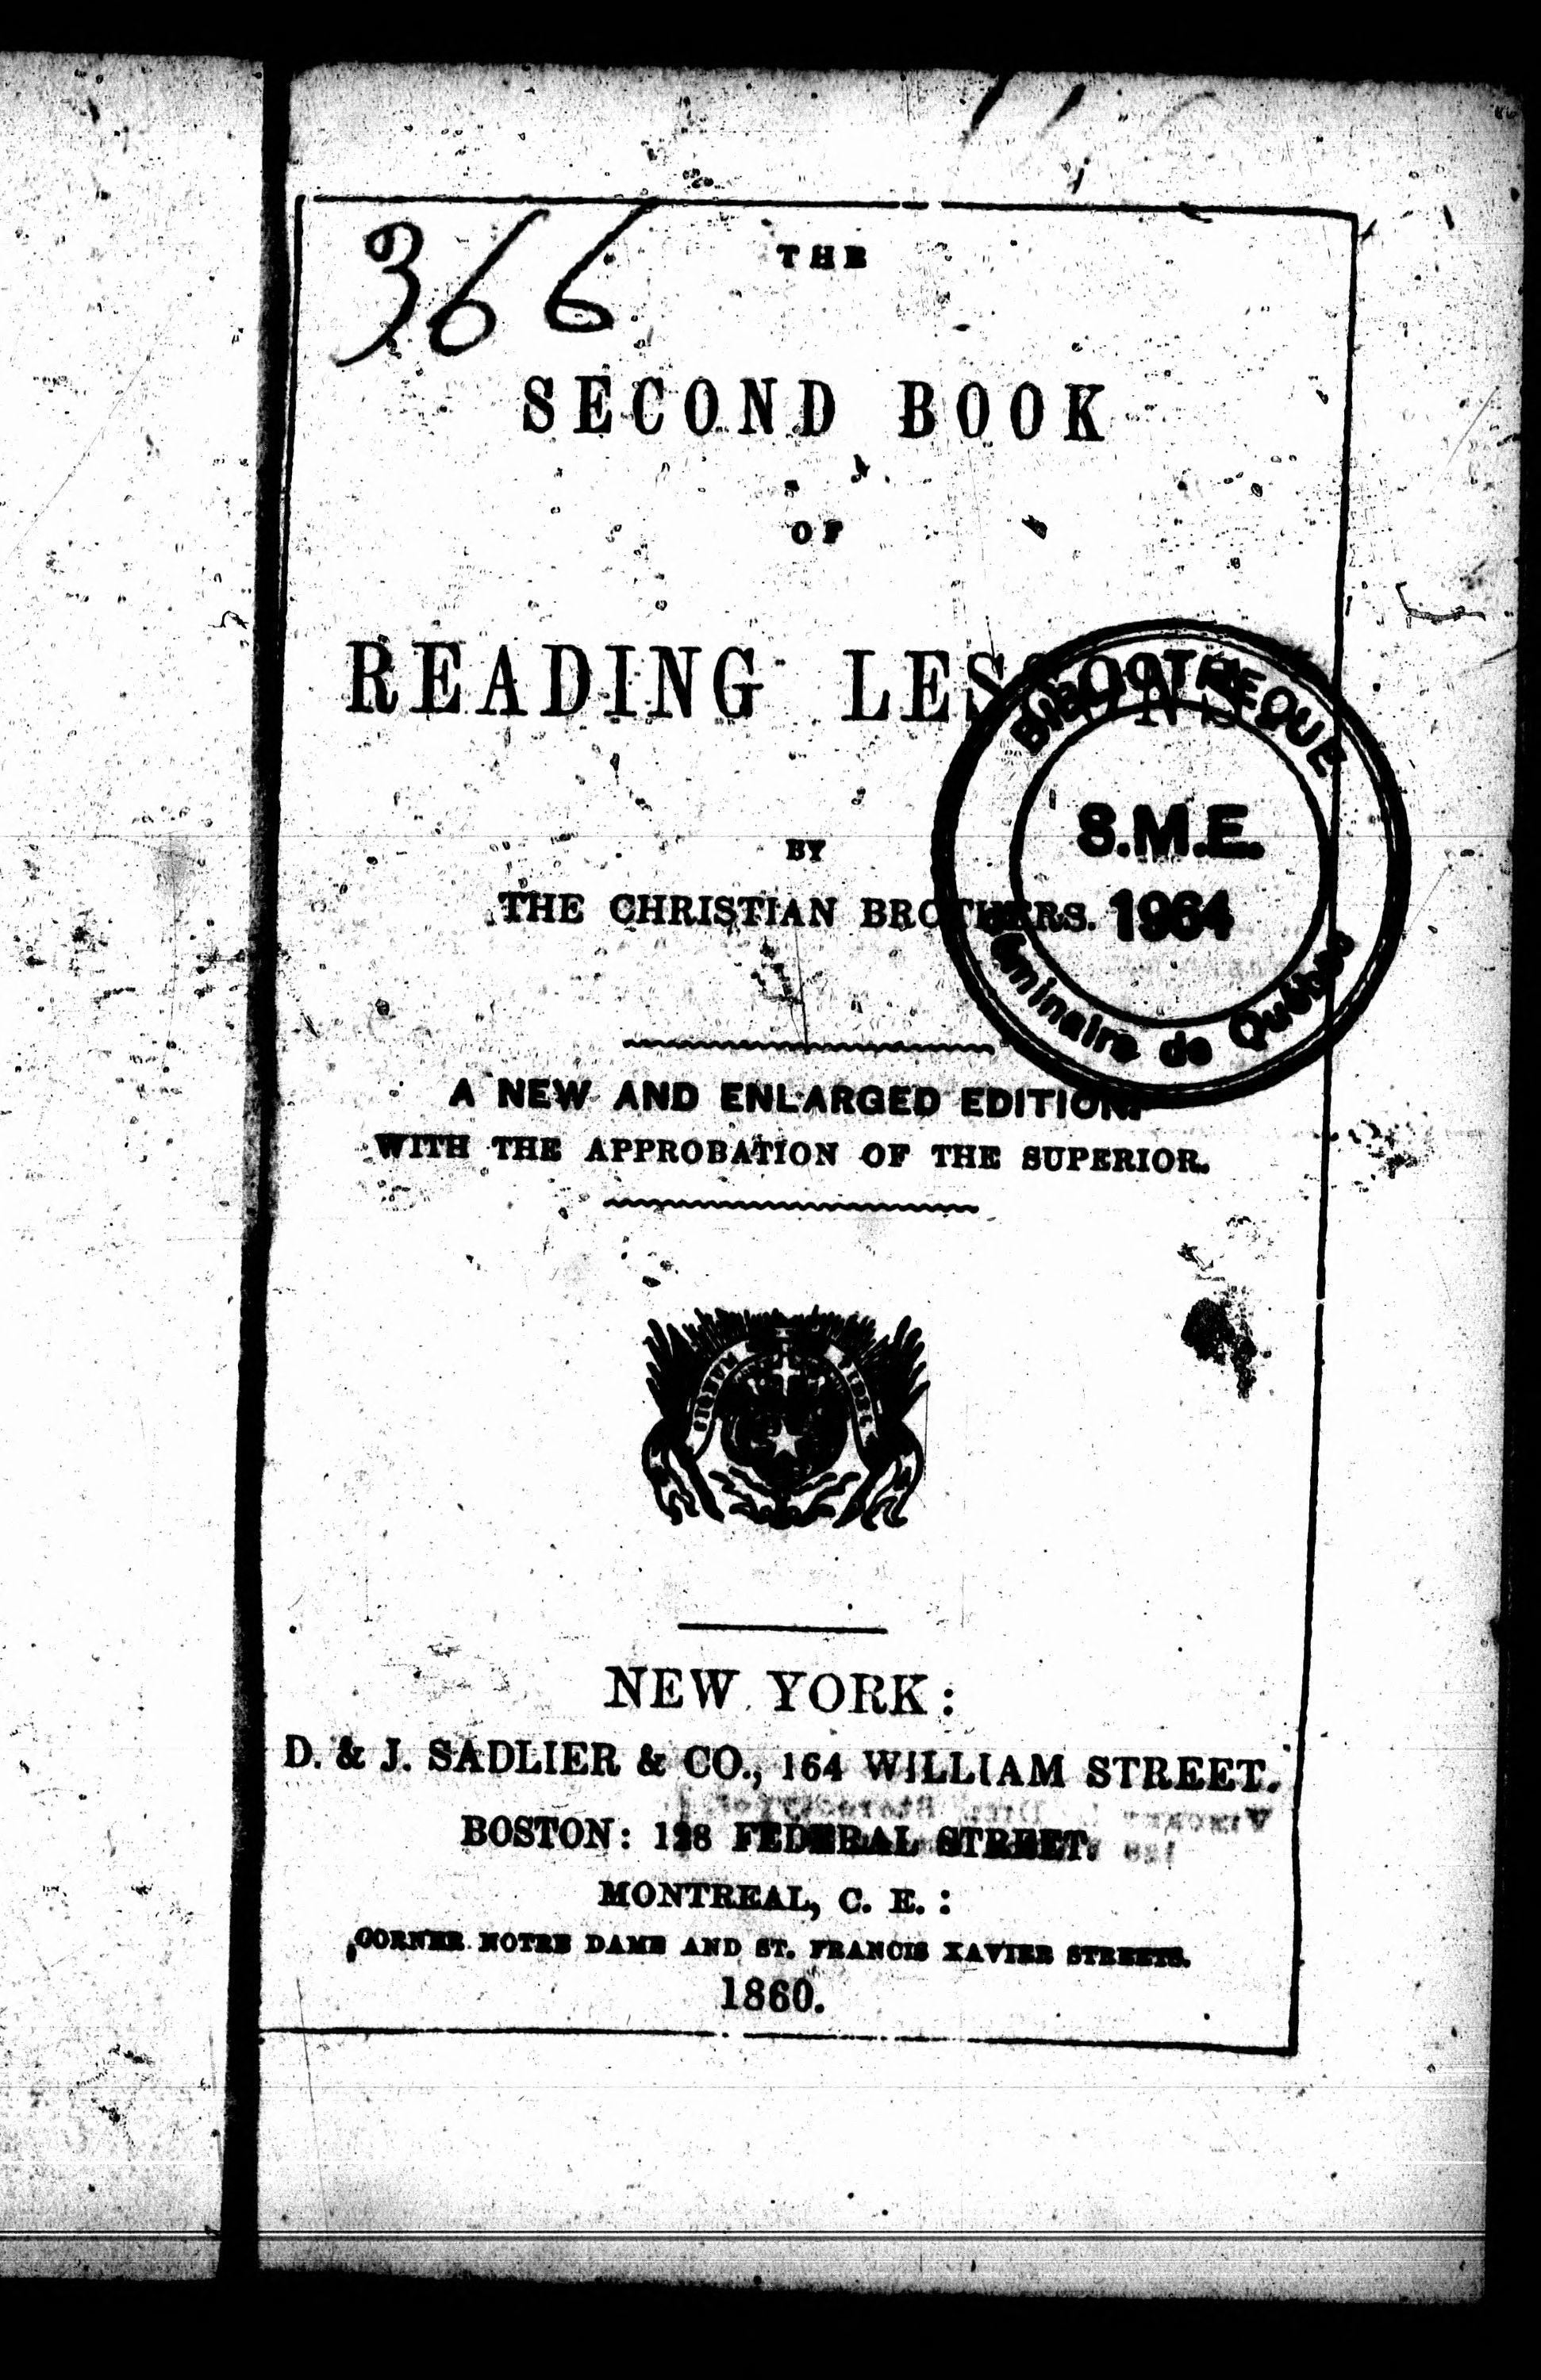 366
THE
SECOND BOOK
OF
READING LESSONS
BIBLIOTHÈQUE
S.M.E.
1964
Séminaire de Québec
BY
THE CHRISTIAN BROTHERS.
A NEW AND ENLARGED EDITION.
WITH THE APPROBATION OF THE SUPERIOR.
NEW YORK:
D. & J. SADLIER & CO., 164 WILLIAM STREET.
BOSTON: 128 FEDERAL STREET.
MONTREAL, C. E.:
CORNER NOTRE DAME AND ST. FRANCIS XAVIER STREETS.
1860.